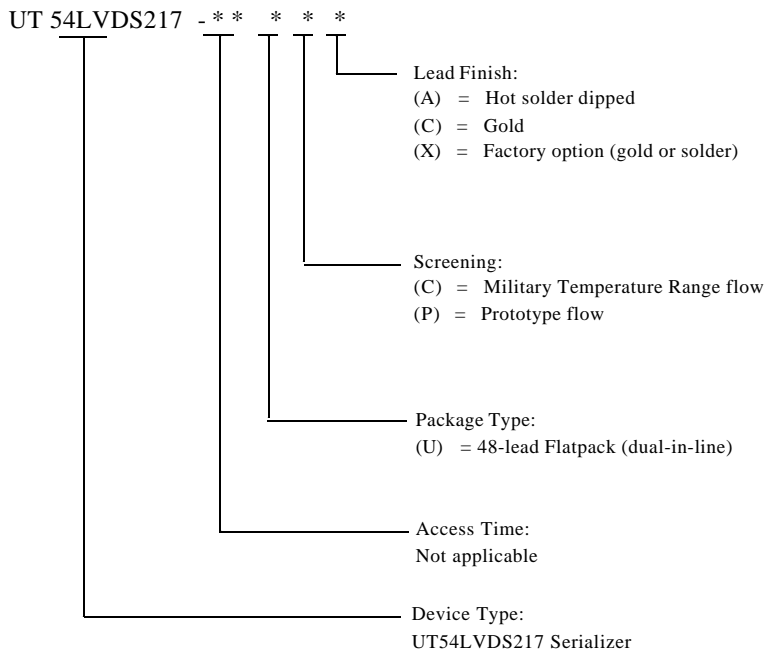 UT 54LVDS217 - * * * * *
Lead Finish:
(A) = Hot solder dipped
(C) = Gold
(X) = Factory option (gold or solder)
Screening:
(C) = Military Temperature Range flow
(P) = Prototype flow
Package Type:
(U) = 48-lead Flatpack (dual-in-line)
Access Time:
Not applicable
Device Type:
UT54LVDS217 Serializer